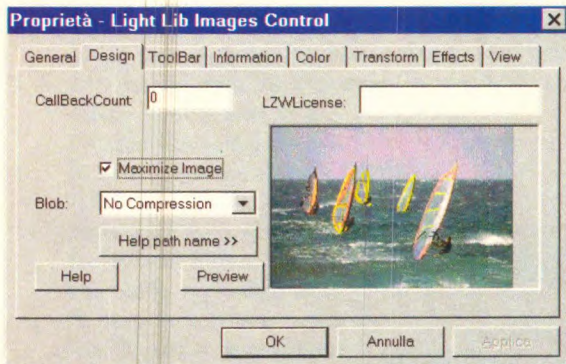 Proprietà - Light Lib Images Control
General Design ToolBar Information Color Transform Effects View
CallBackCount: 0 LZWLicense:
Maximize Image
Blob: No Compression
Help path name >>
Help Preview
OK Annulla Applica